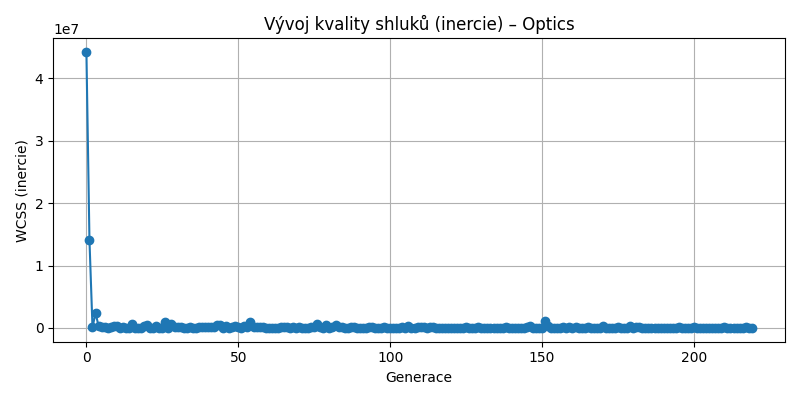 Vývoj kvality shluků (inercie) – Optics
1e7
4
3
2
1
0
WCSS (inercie)
0 50 100 150 200
Generace